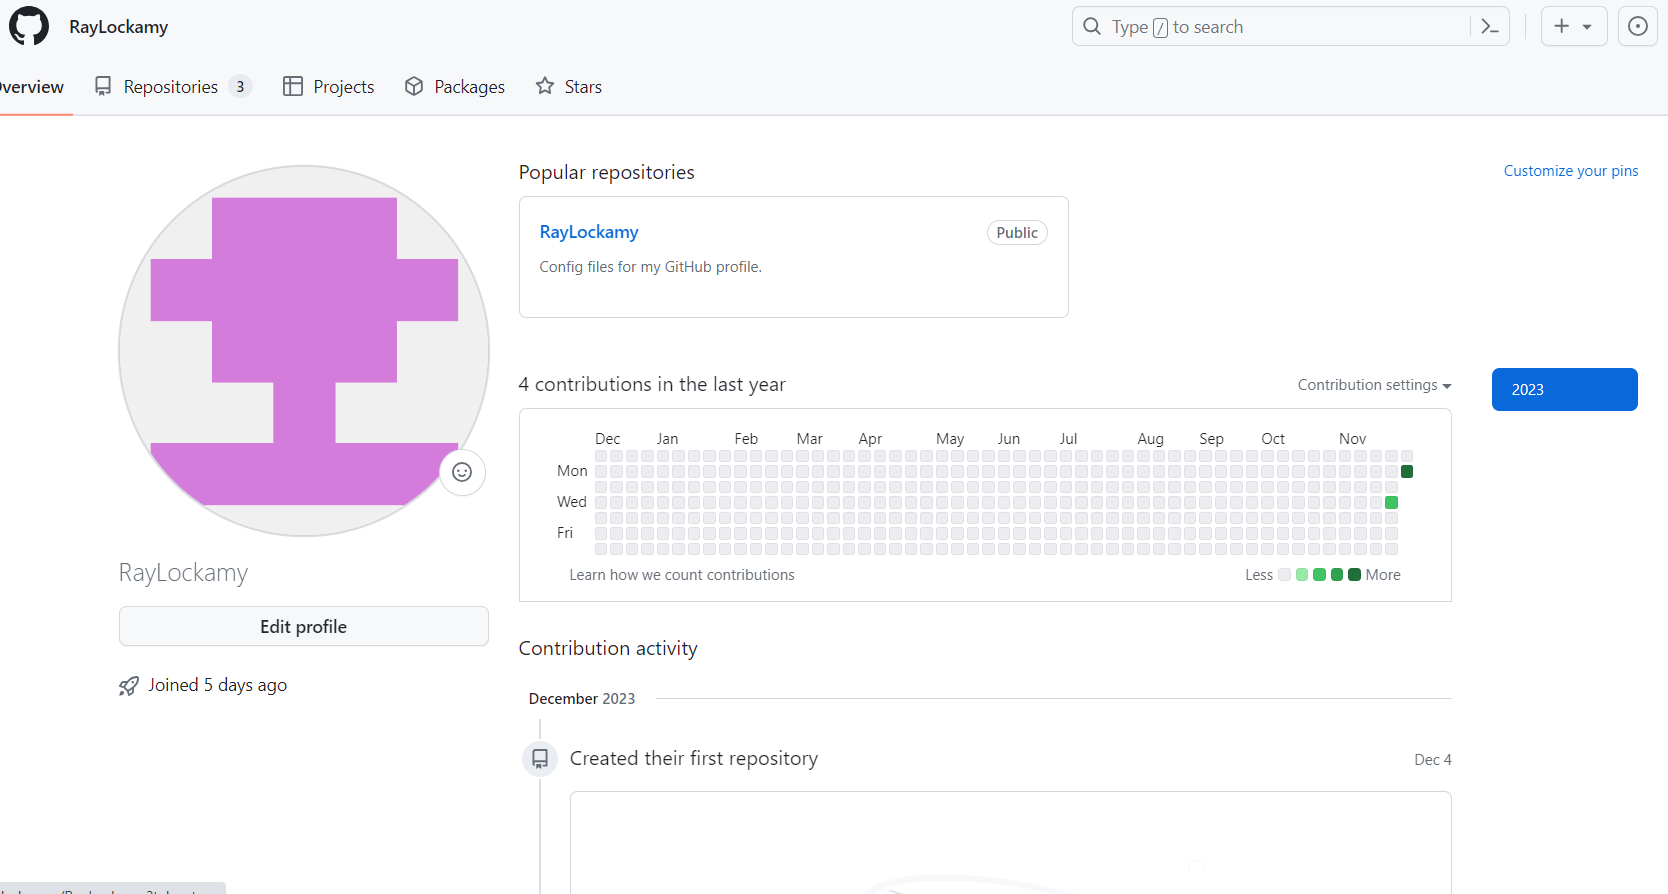 RayLockamy
Type / to search
verview
Repositories 3
Projects
Packages
Stars
Popular repositories
Customize your pins
RayLockamy
Public
Config files for my GitHub profile.
4 contributions in the last year
Contribution settings
2023
Dec Jan Feb Mar Apr May Jun Jul Aug Sep Oct Nov
Mon
Wed
Fri
Learn how we count contributions
Less
More
RayLockamy
Edit profile
Joined 5 days ago
Contribution activity
December 2023
Created their first repository
Dec 4